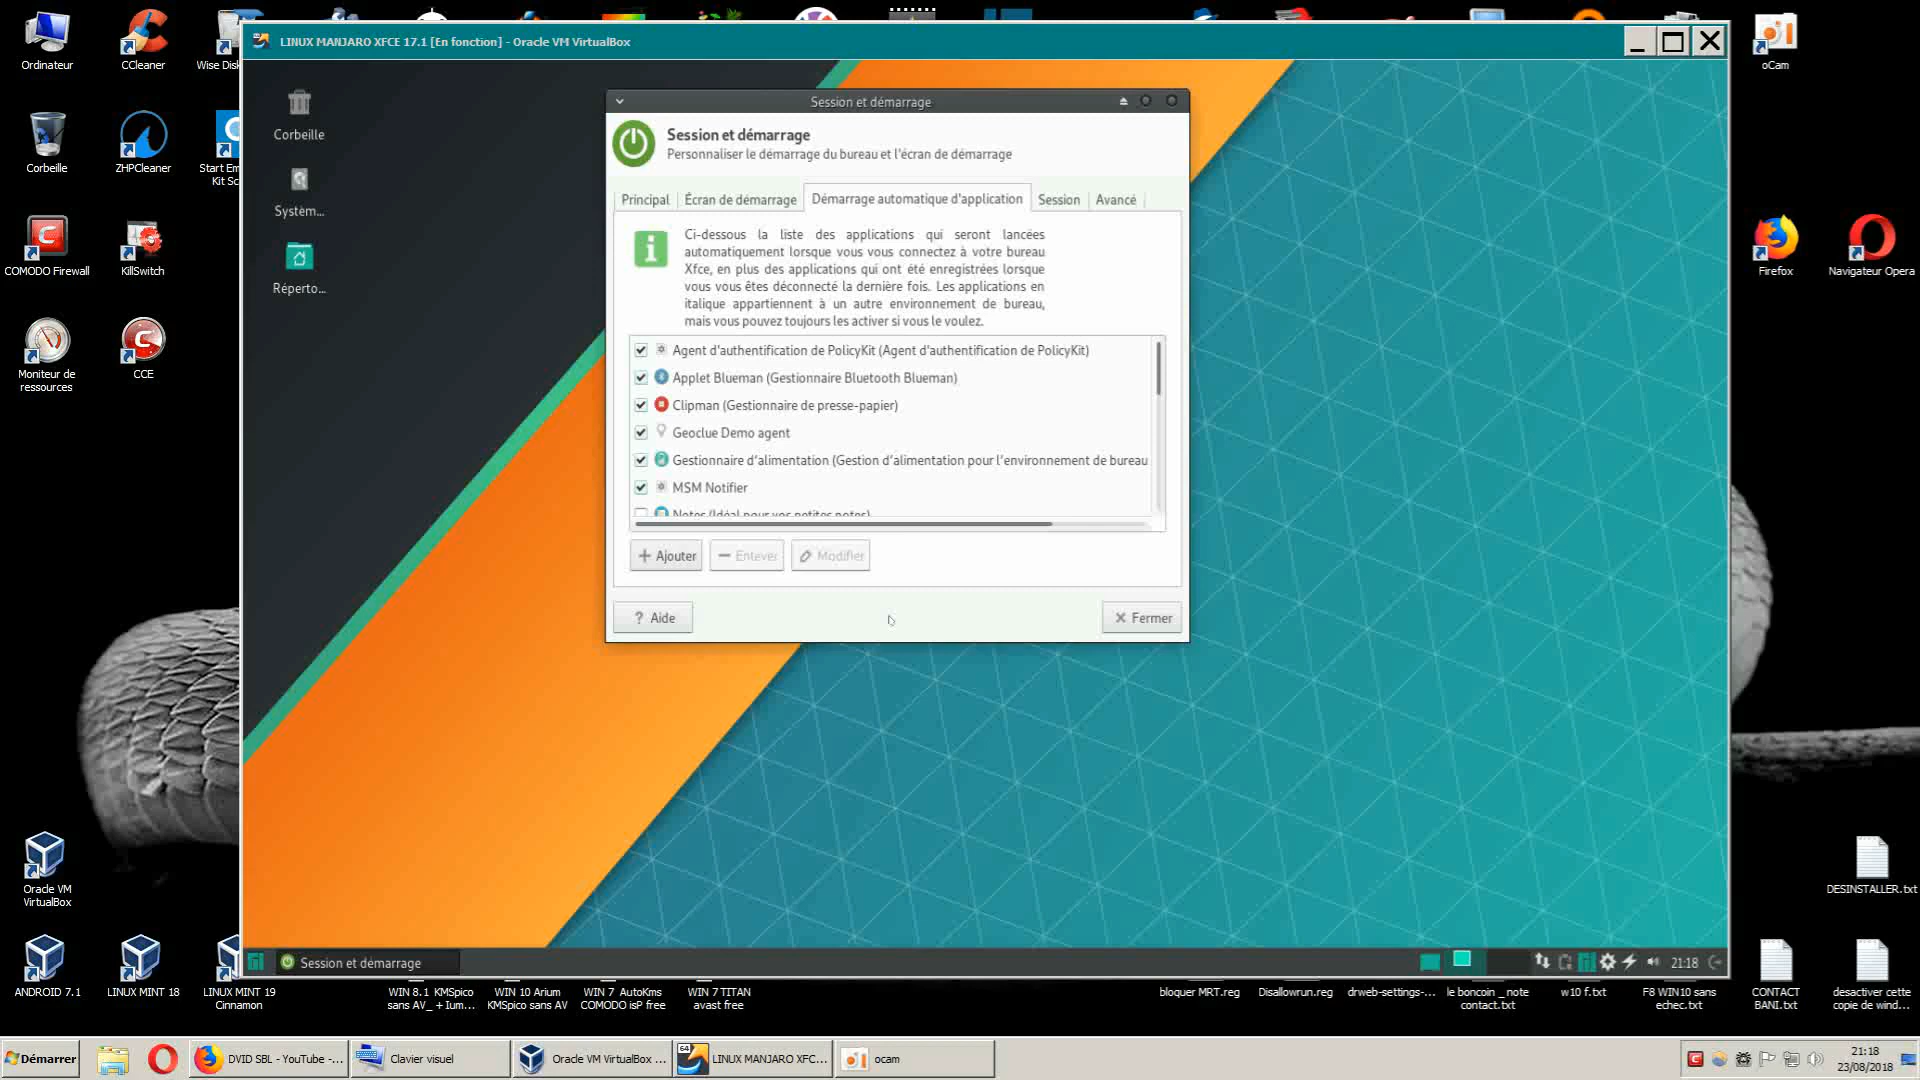 LINUX MANJARO XFCE 17.1 [En fonction] - Oracle VM VirtualBox
Ordinateur
CCleaner
Wise Disk
oCam
Corbeille
ZHPCleaner
Start Em
Kit Sc
COMODO Firewall
KillSwitch
Firefox
Navigateur Opera
Moniteur de
ressources
CCE
Corbeille
Systèm...
Réperto...
Session et démarrage
Session et démarrage
Personnaliser le démarrage du bureau et l'écran de démarrage
Principal
Écran de démarrage
Démarrage automatique d'application
Session
Avancé
Ci-dessous la liste des applications qui seront lancées
automatiquement lorsque vous vous connectez à votre bureau
Xfce, en plus des applications qui ont été enregistrées lorsque
vous vous êtes déconnecté la dernière fois. Les applications en
italique appartiennent à un autre environnement de bureau,
mais vous pouvez toujours les activer si vous le voulez.
Agent d'authentification de PolicyKit (Agent d'authentification de PolicyKit)
Applet Blueman (Gestionnaire Bluetooth Blueman)
Clipman (Gestionnaire de presse-papier)
Geoclue Demo agent
Gestionnaire d'alimentation (Gestion d'alimentation pour l'environnement de bureau
MSM Notifier
Notes (Idéal pour vos petites notes)
Ajouter
Enlever
Modifier
? Aide
Fermer
Session et démarrage
21:18
Oracle VM
VirtualBox
DESINSTALLER.txt
ANDROID 7.1
LINUX MINT 18
LINUX MINT 19
Cinnamon
WIN 8.1 KMSpico
sans AV_ + Ium...
WIN 10 Arium
KMSpico sans AV
WIN 7 AutoKms
COMODO isP free
WIN 7 TITAN
avast free
bloquer MRT.reg
Disallowrun.reg
drweb-settings-...
le boncoin _ note
contact.txt
w10 f.txt
F8 WIN10 sans
echec.txt
CONTACT
BANI.txt
desactiver cette
copie de wind...
Démarrer
DVID SBL - YouTube -...
Clavier visuel
Oracle VM VirtualBox ...
64
LINUX MANJARO XFC...
ocam
21:18
23/08/2018